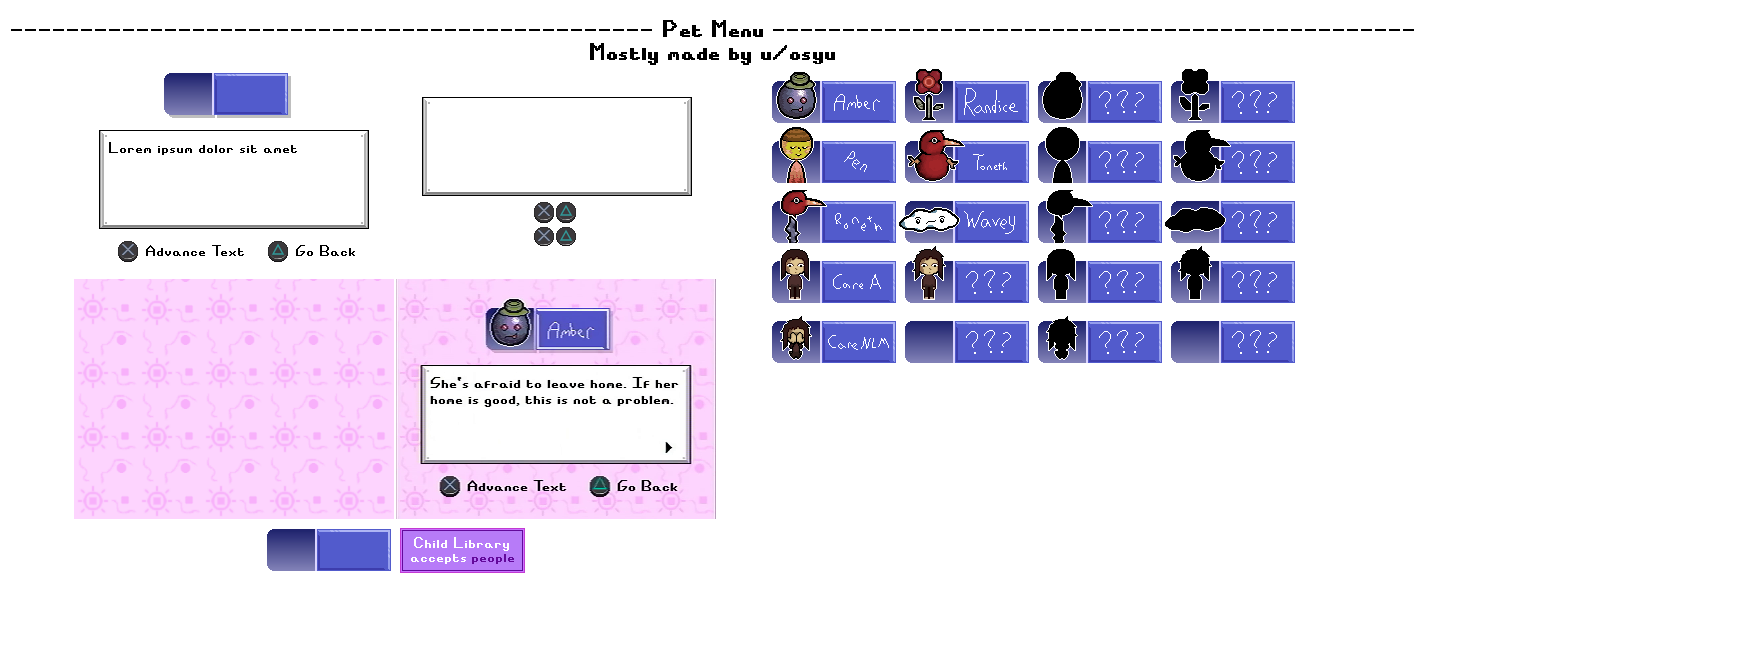 Pet Menu
Mostly made by u/osyu
Lorem ipsum dolor sit amet
Advance Text
Go Back
Amber
She's afraid to leave home. If her
home is good, this is not a problem.
Advance Text
Go Back
Child Library
accepts people
Amber
Randice
???
???
Pen
Toneth
???
???
Roneth
Wavey
???
???
Care A
???
???
???
Care NLM
???
???
???